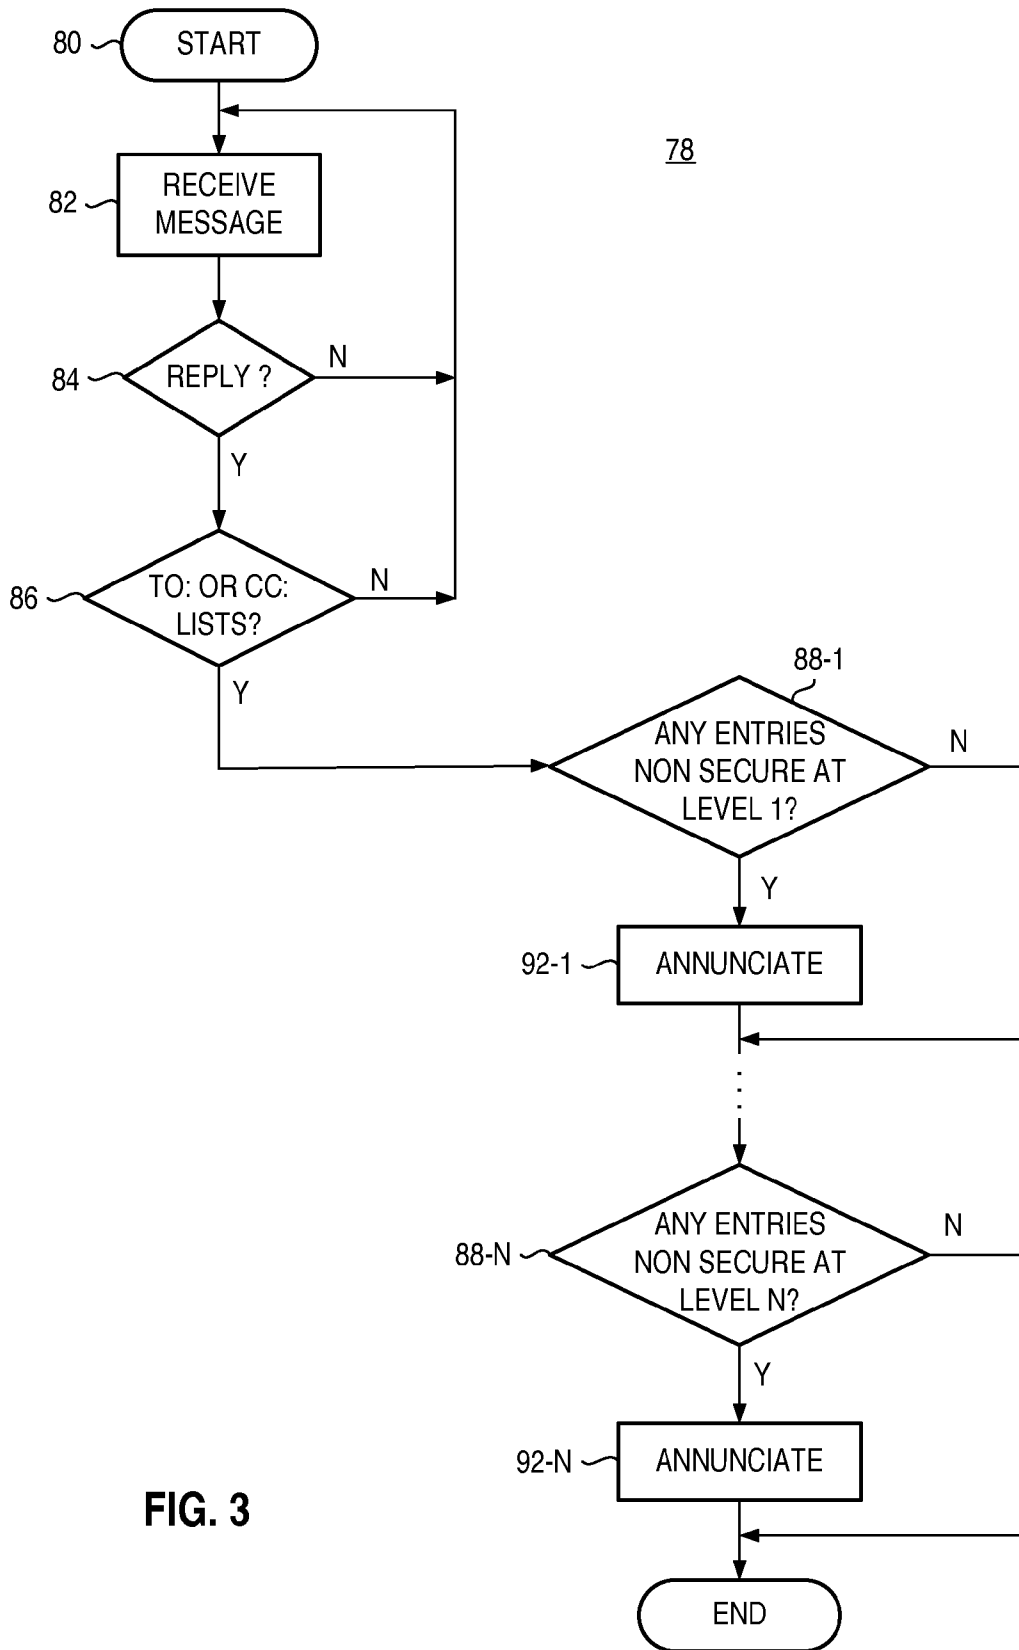 80
START
78
82
RECEIVE
MESSAGE
84
REPLY ?
N
Y
86
TO: OR CC:
LISTS?
N
Y
88-1
ANY ENTRIES
NON SECURE AT
LEVEL 1?
N
Y
92-1
ANNUNCIATE
88-N
ANY ENTRIES
NON SECURE AT
LEVEL N?
N
Y
92-N
ANNUNCIATE
FIG. 3
END